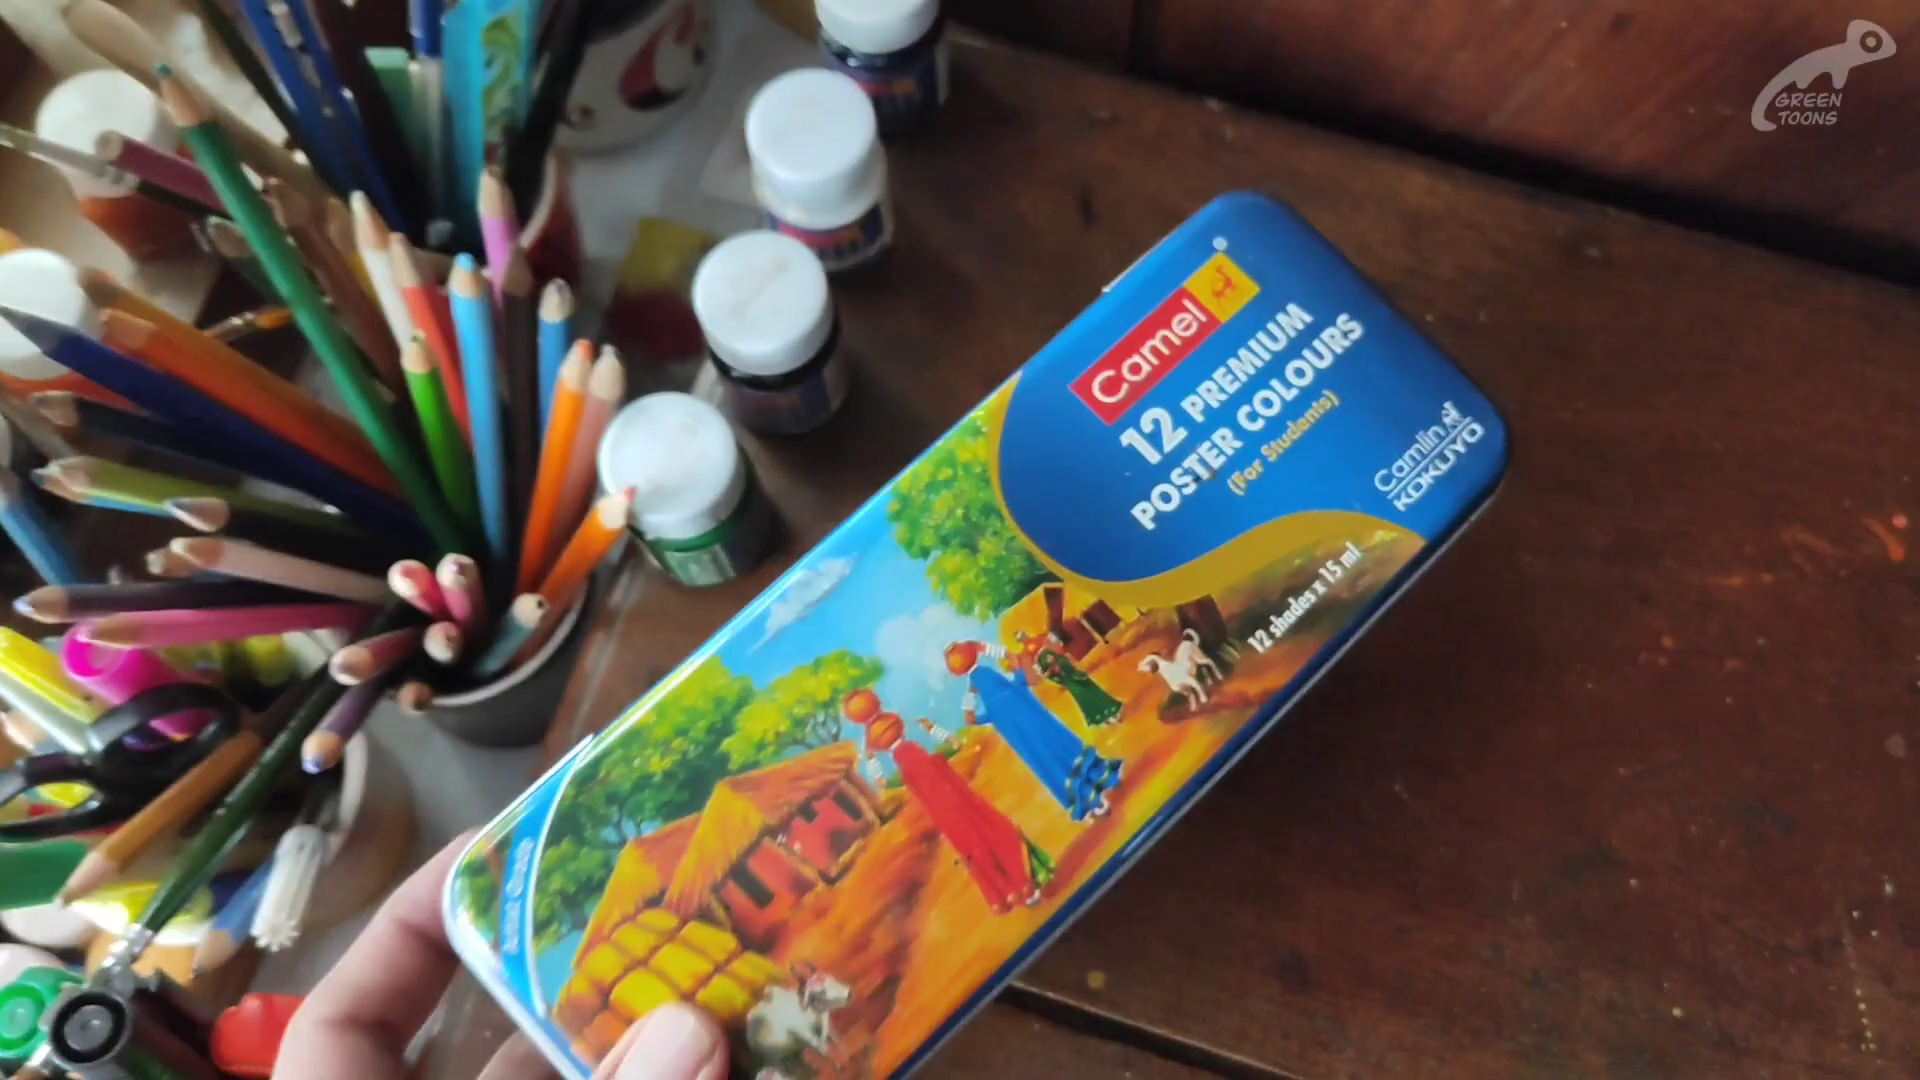 GREEN
TOONS
Camel
12 PREMIUM
POSTER COLOURS
(For Students)
Camlin
KOKUYO
12 shades x 15 ml